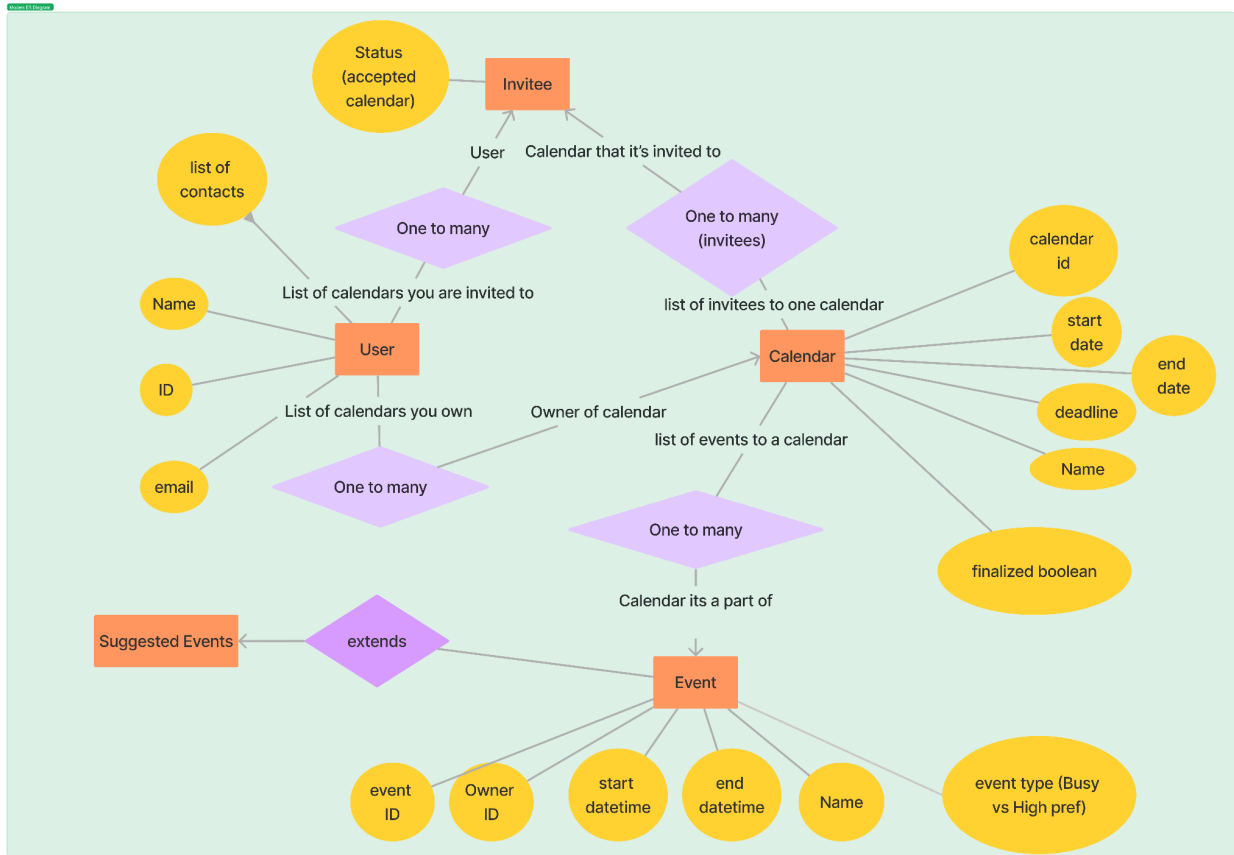 Modern ER Diagram
Status
(accepted
calendar)
Invitee
User
Calendar that it's invited to
list of
contacts
One to many
One to many
(invitees)
calendar
id
List of calendars you are invited to
list of invitees to one calendar
Name
start
date
User
Calendar
end
date
ID
List of calendars you own
Owner of calendar
deadline
list of events to a calendar
Name
email
One to many
One to many
finalized boolean
Calendar its a part of
Suggested Events
extends
Event
event
ID
Owner
ID
start
datetime
end
datetime
Name
event type (Busy
vs High pref)